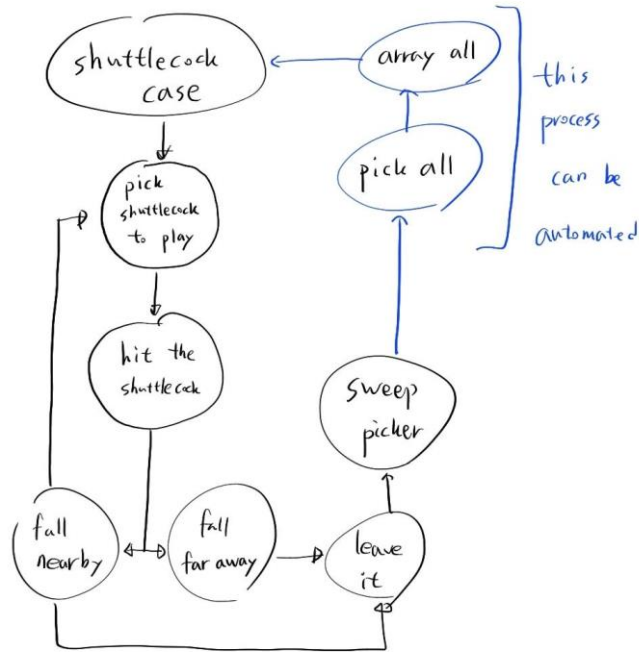 shuttlecock
case
array all
this
process
can be
automated
pick all
pick
shuttlecock
to play
hit the
shuttlecock
sweep
picker
fall
nearby
fall
far away
leave
it